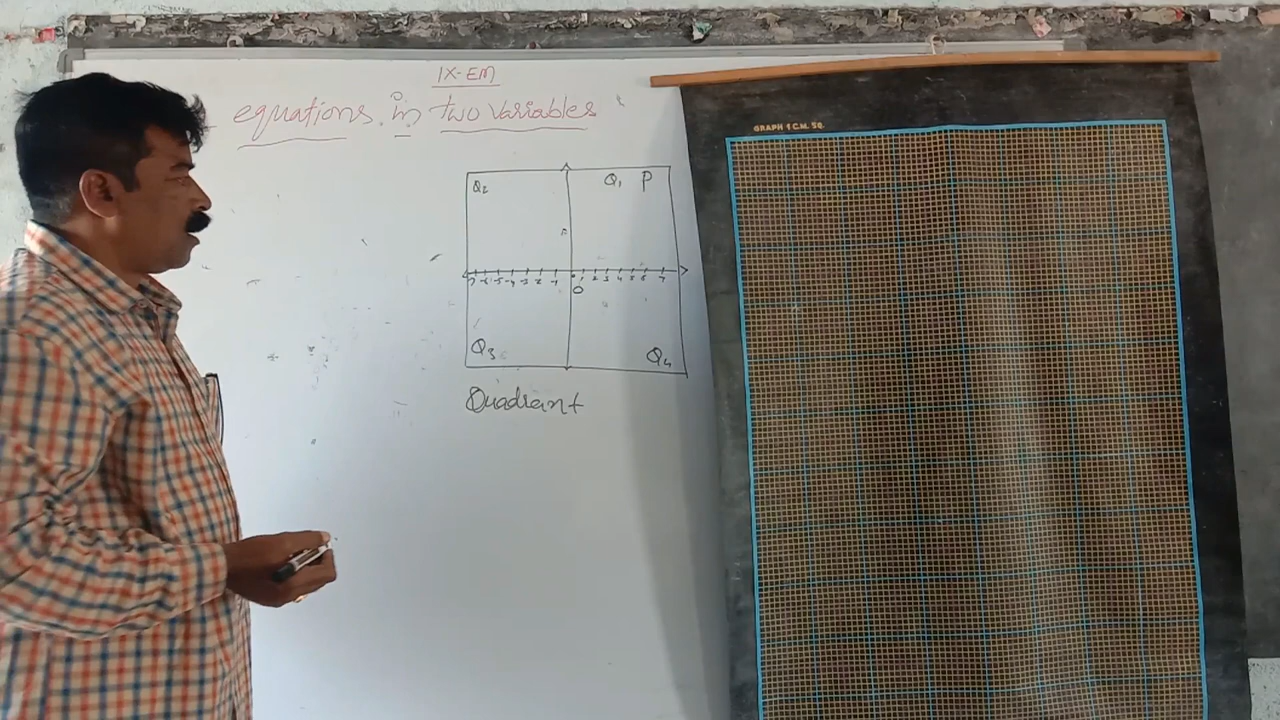 IX-EM
equations in two variables
GRAPH 1 C.M. SQ.
Q2 Q1 P
-7 -6 -5 -4 -3 -2 -1 0 1 2 3 4 5 6 7
O
Q3 Q4
Quadrant